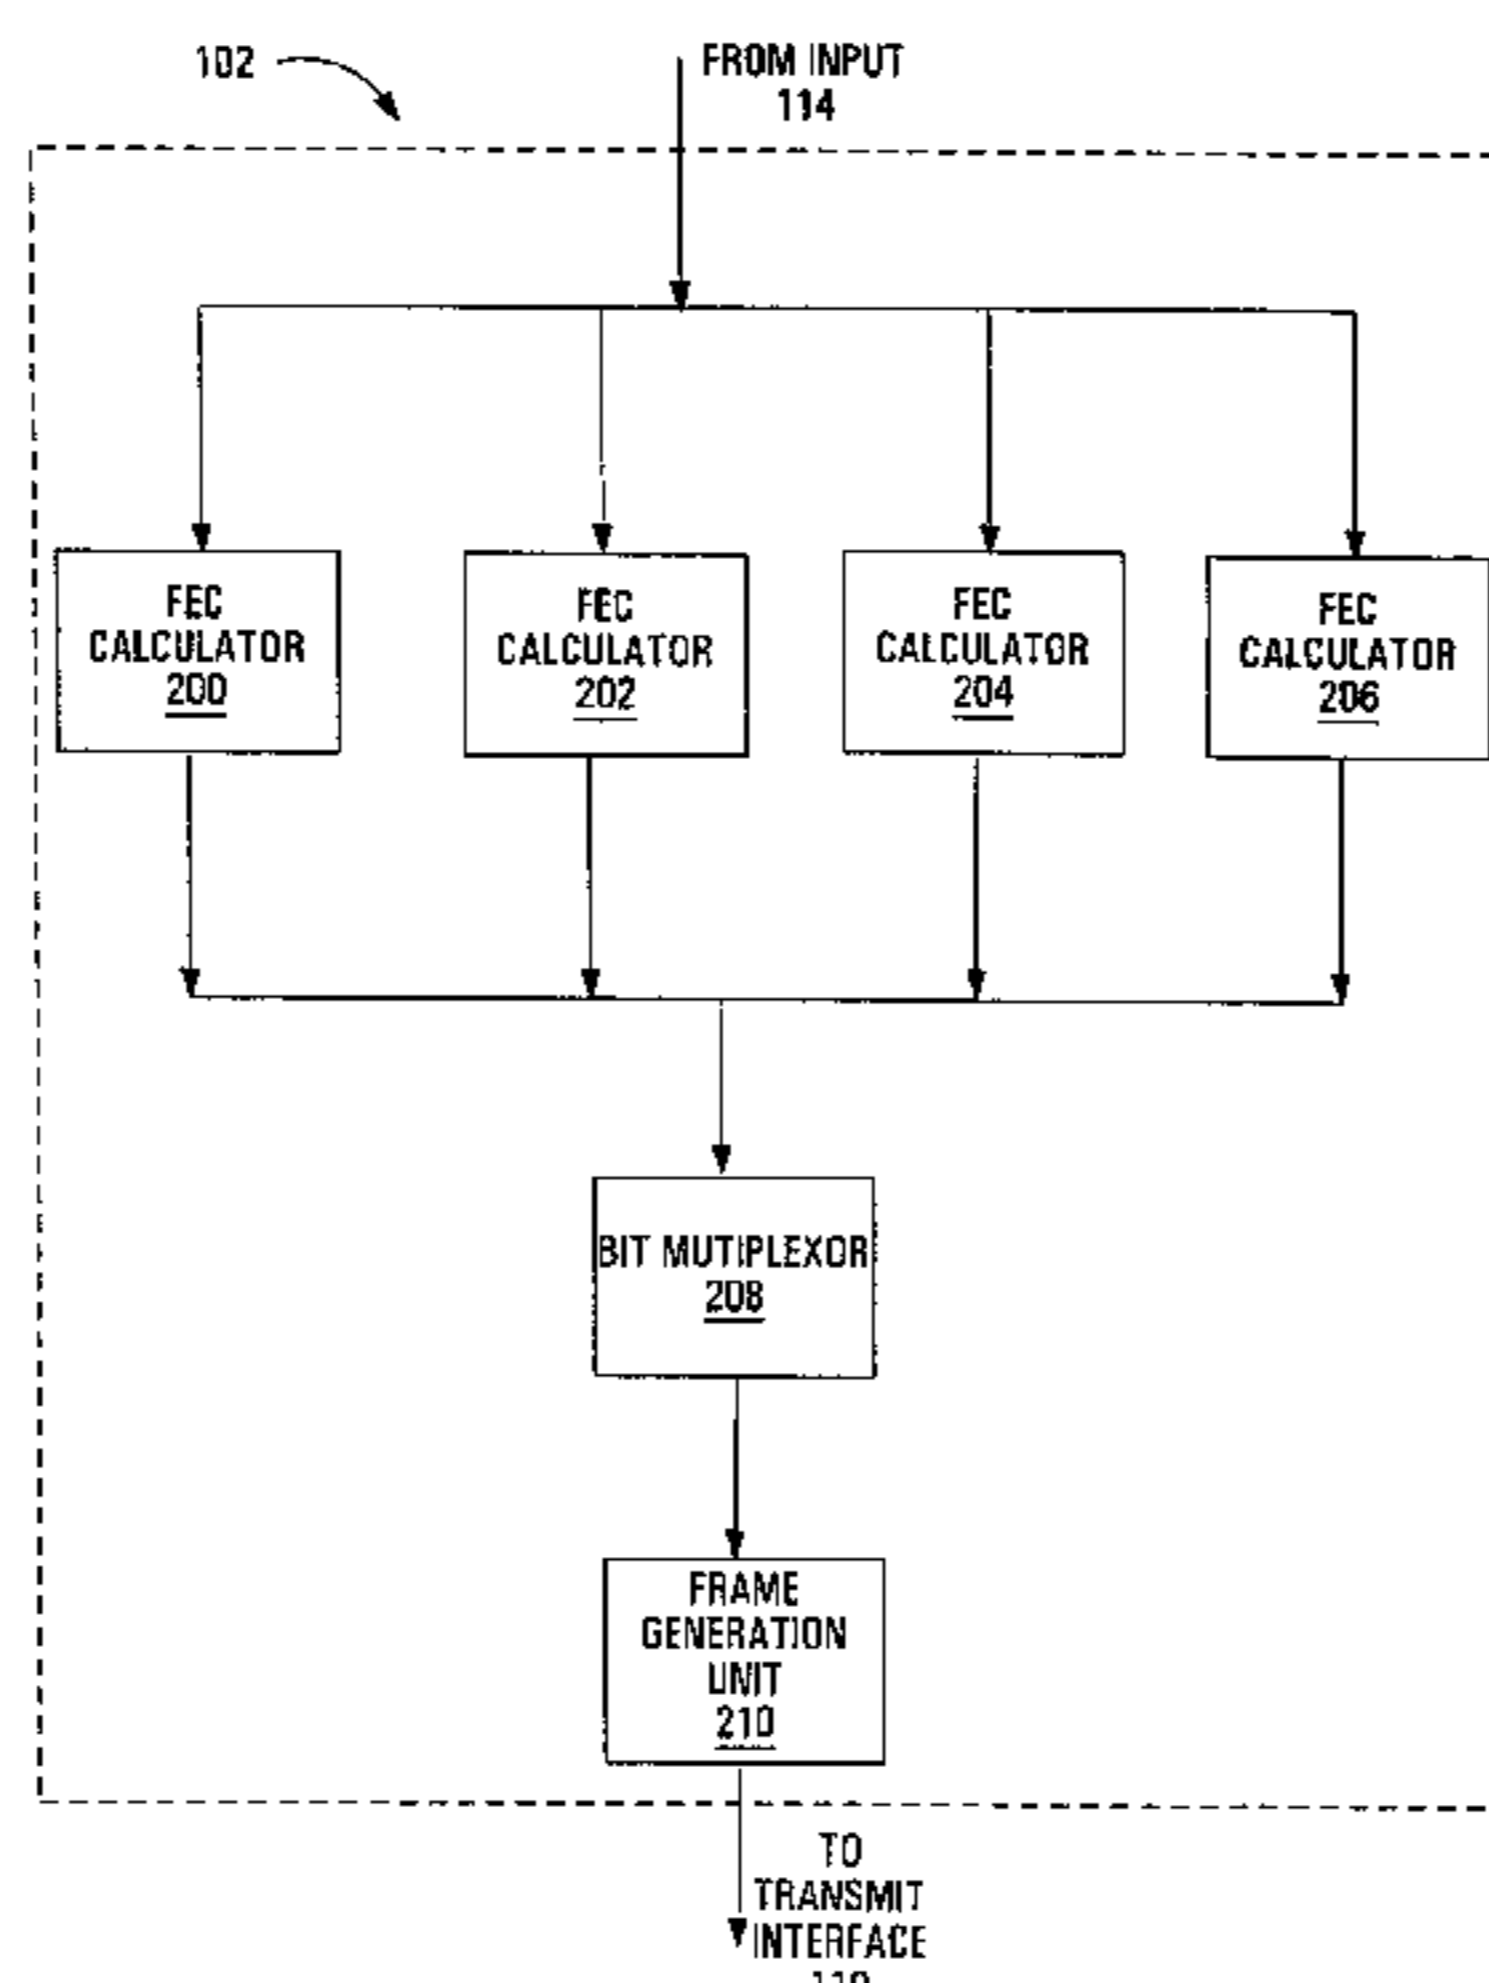 102
FROM INPUT
114
FEC
CALCULATOR
200
FEC
CALCULATOR
202
FEC
CALCULATOR
204
FEC
CALCULATOR
206
BIT MUTIPLEXOR
208
FRAME
GENERATION
UNIT
210
TO
TRANSMIT
INTERFACE